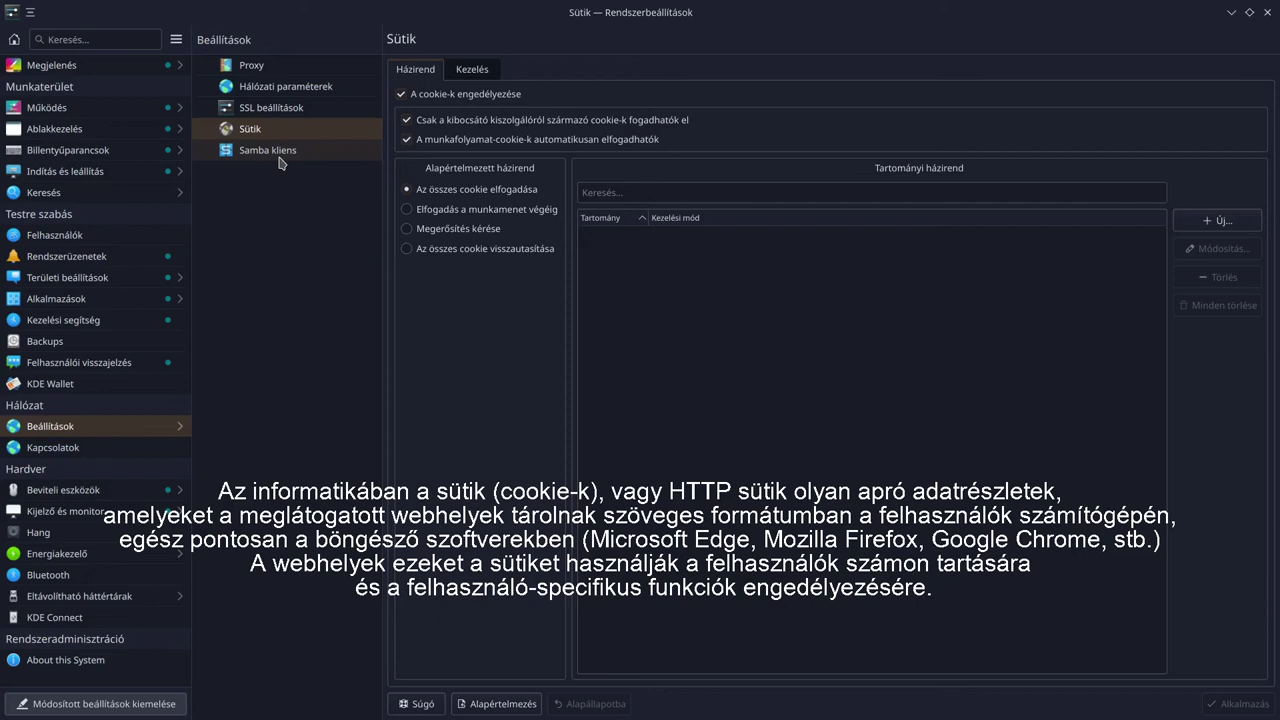 Sütik — Rendszerbeállítások
Keresés...
Beállítások
Sütik
Megjelenés
Munkaterület
Működés
Ablakkezelés
Billentyűparancsok
Indítás és leállítás
Keresés
Testre szabás
Felhasználók
Rendszerüzenetek
Területi beállítások
Alkalmazások
Kezelési segítség
Backups
Felhasználói visszajelzés
KDE Wallet
Hálózat
Beállítások
Kapcsolatok
Hardver
Beviteli eszközök
Kijelző és monitor
Hang
Energiakezelő
Bluetooth
Eltávolítható háttértárak
KDE Connect
Rendszeradminisztráció
About this System
Módosított beállítások kiemelése
Proxy
Hálózati paraméterek
SSL beállítások
Sütik
Samba kliens
Házirend
Kezelés
A cookie-k engedélyezése
Csak a kibocsátó kiszolgálóról származó cookie-k fogadhatók el
A munkafolyamat-cookie-k automatikusan elfogadhatók
Alapértelmezett házirend
Az összes cookie elfogadása
Elfogadás a munkamenet végéig
Megerősítés kérése
Az összes cookie visszautasítása
Tartományi házirend
Keresés...
Tartomány
Kezelési mód
Új...
Módosítás...
Törlés
Minden törlése
Az informatikában a sütik (cookie-k), vagy HTTP sütik olyan apró adatrészletek,
amelyeket a meglátogatott webhelyek tárolnak szöveges formátumban a felhasználók számítógépén,
egész pontosan a böngésző szoftverekben (Microsoft Edge, Mozilla Firefox, Google Chrome, stb.)
A webhelyek ezeket a sütiket használják a felhasználók számon tartására
és a felhasználó-specifikus funkciók engedélyezésére.
Súgó
Alapértelmezés
Alapállapotba
Alkalmazás